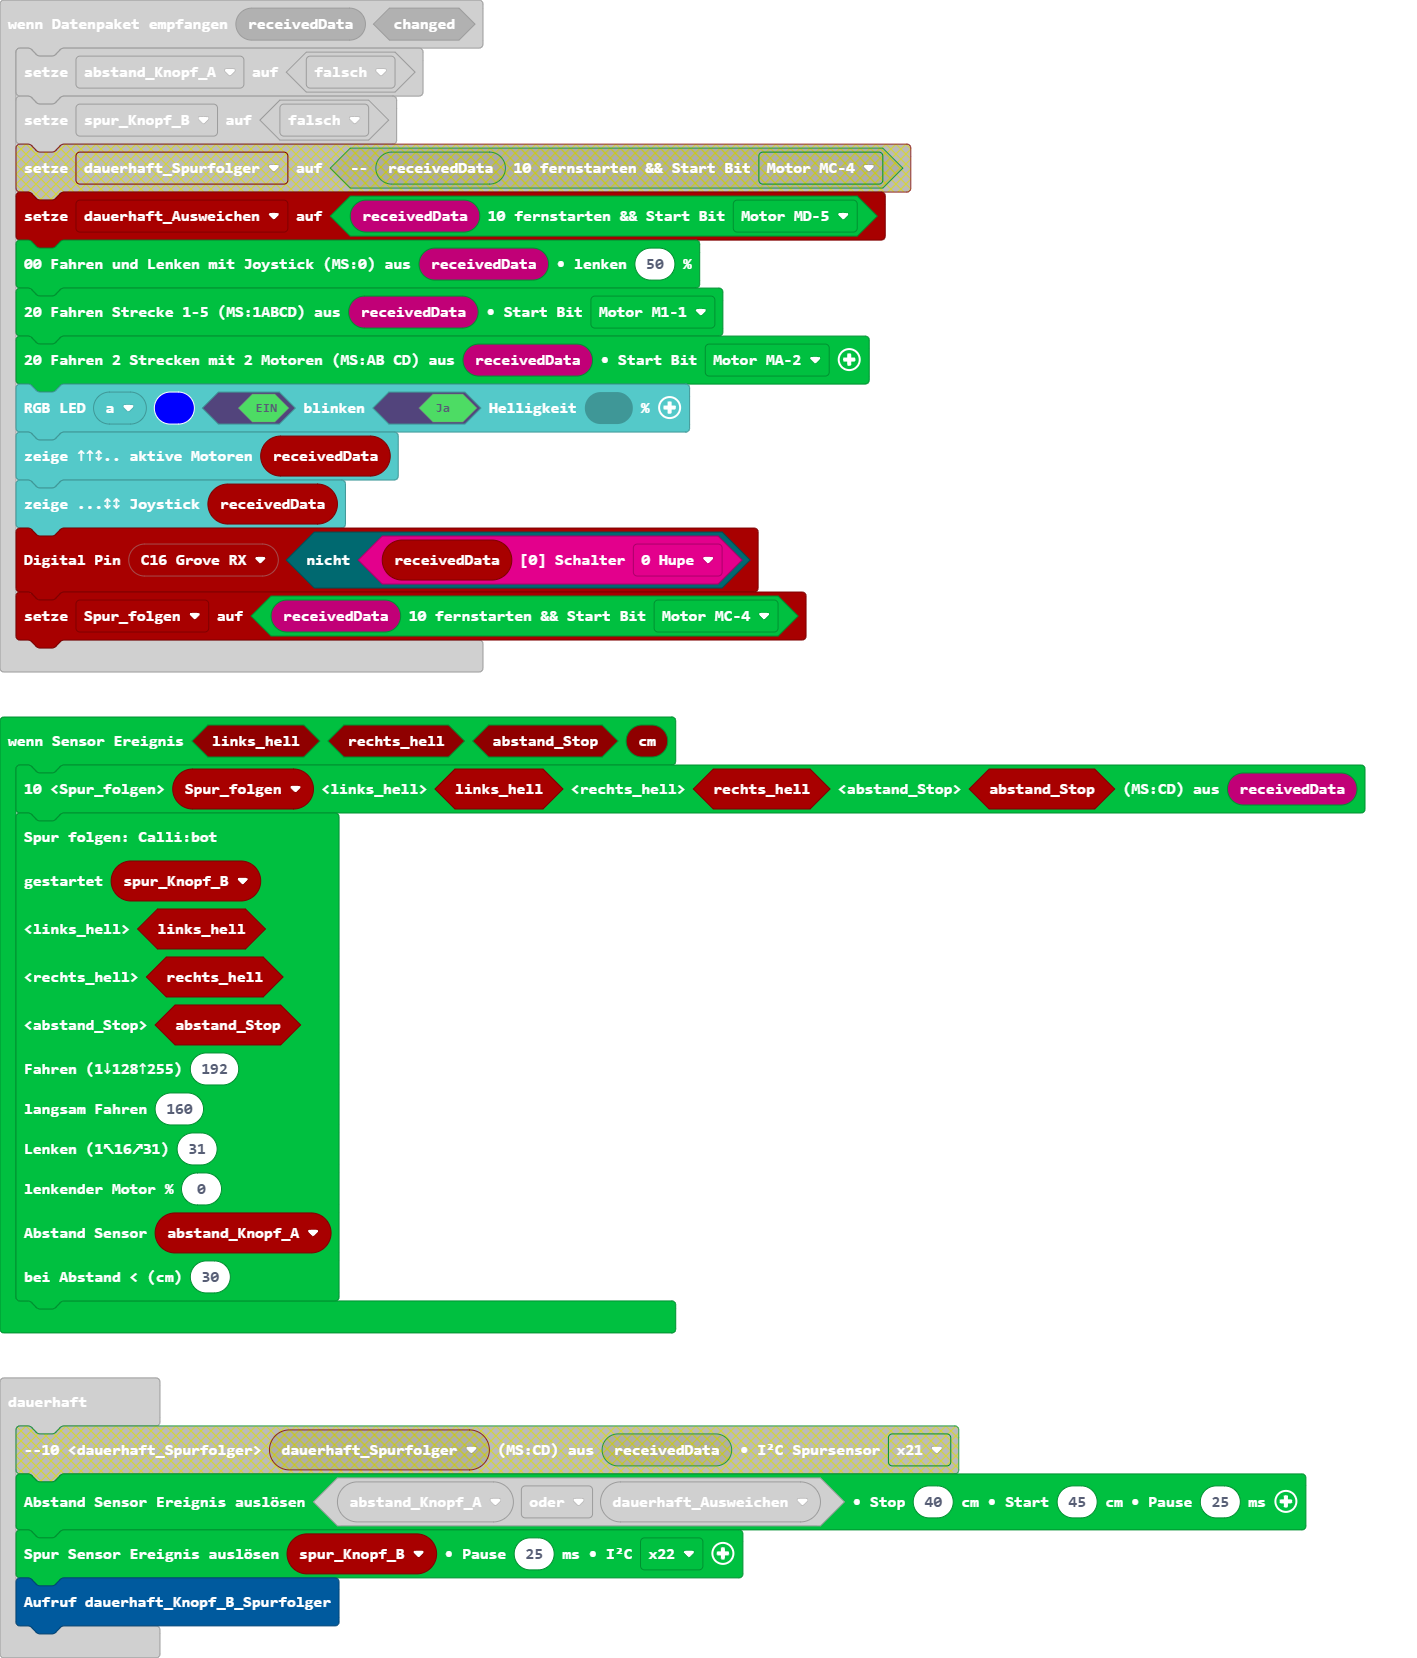 wenn Datenpaket empfangen receivedData changed
setze abstand_Knopf_A auf falsch
setze spur_Knopf_B auf falsch
setze dauerhaft_Spurfolger auf -- receivedData 10 fernstarten && Start Bit Motor MC-4
setze dauerhaft_Ausweichen auf receivedData 10 fernstarten && Start Bit Motor MD-5
00 Fahren und Lenken mit Joystick (MS:0) aus receivedData • lenken 50 %
20 Fahren Strecke 1-5 (MS:1ABCD) aus receivedData • Start Bit Motor M1-1
20 Fahren 2 Strecken mit 2 Motoren (MS:AB CD) aus receivedData • Start Bit Motor MA-2
RGB LED a EIN blinken Ja Helligkeit %
zeige ↑↑↕.. aktive Motoren receivedData
zeige ...↕↕ Joystick receivedData
Digital Pin C16 Grove RX nicht receivedData [0] Schalter 0 Hupe
setze Spur_folgen auf receivedData 10 fernstarten && Start Bit Motor MC-4
wenn Sensor Ereignis links_hell rechts_hell abstand_Stop cm
10 <Spur_folgen> Spur_folgen <links_hell> links_hell <rechts_hell> rechts_hell <abstand_Stop> abstand_Stop (MS:CD) aus receivedData
Spur folgen: Calli:bot
gestartet spur_Knopf_B
<links_hell> links_hell
<rechts_hell> rechts_hell
<abstand_Stop> abstand_Stop
Fahren (1↓128↑255) 192
langsam Fahren 160
Lenken (1↖16↗31) 31
lenkender Motor % 0
Abstand Sensor abstand_Knopf_A
bei Abstand < (cm) 30
dauerhaft
--10 <dauerhaft_Spurfolger> dauerhaft_Spurfolger (MS:CD) aus receivedData • I²C Spursensor x21
Abstand Sensor Ereignis auslösen abstand_Knopf_A oder dauerhaft_Ausweichen • Stop 40 cm • Start 45 cm • Pause 25 ms
Spur Sensor Ereignis auslösen spur_Knopf_B • Pause 25 ms • I²C x22
Aufruf dauerhaft_Knopf_B_Spurfolger